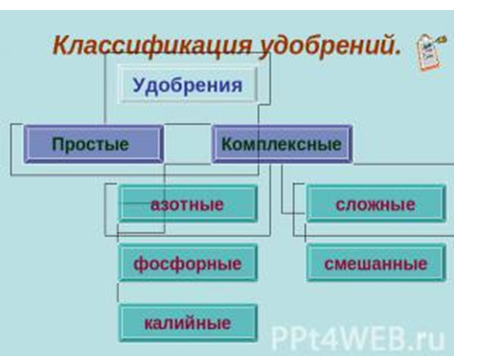 Классификация удобрений.
Удобрения
Простые
Комплексные
азотные
сложные
фосфорные
смешанные
калийные
PPt4WEB.ru